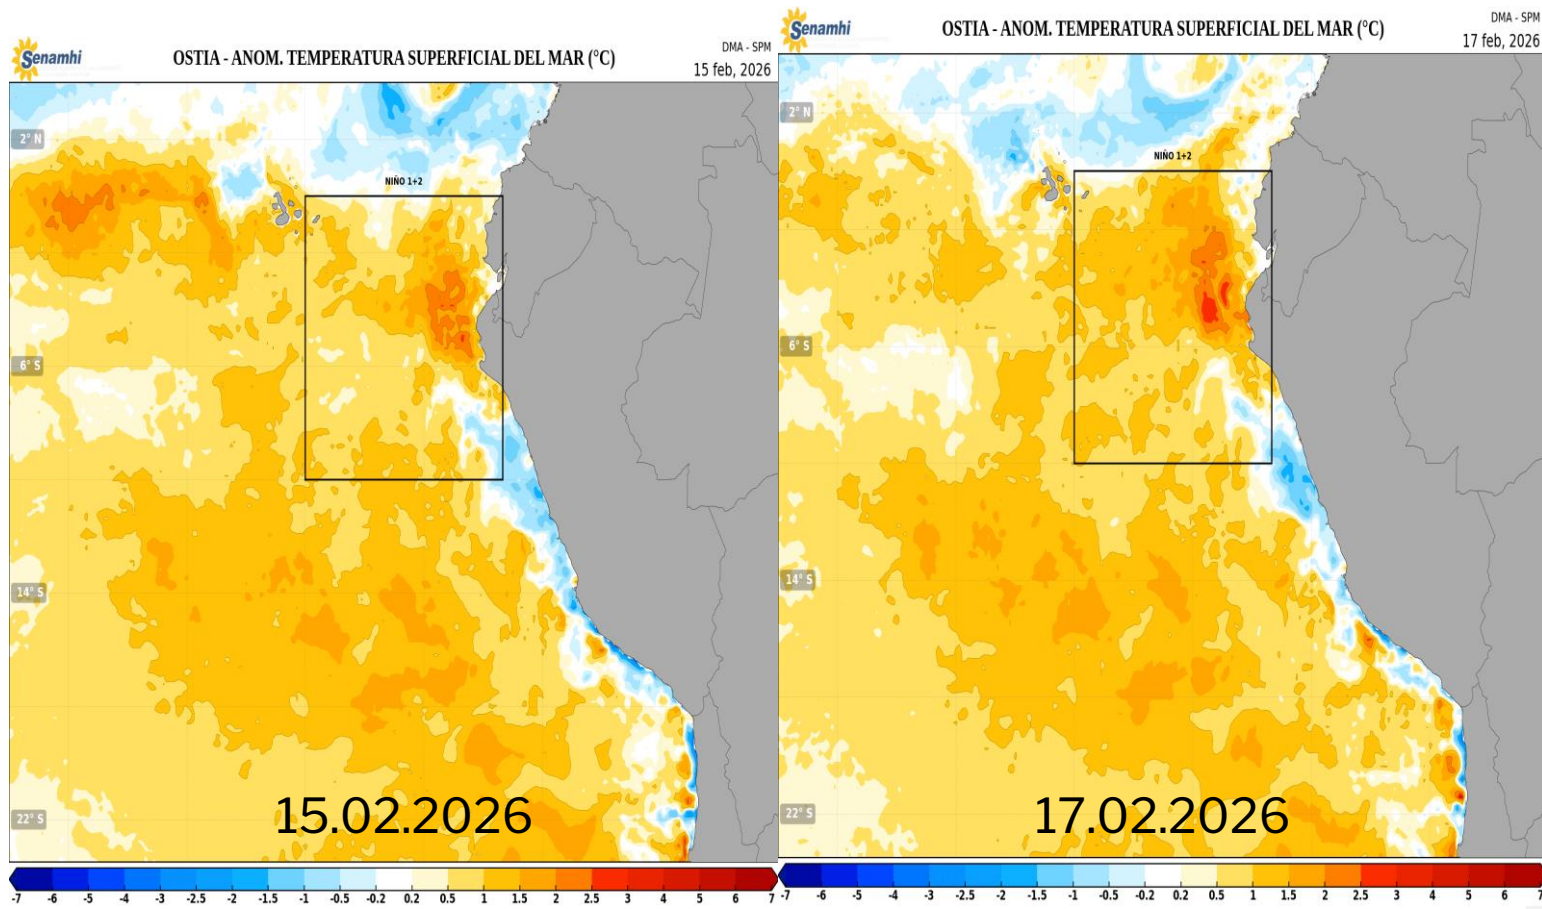 Senamhi
OSTIA - ANOM. TEMPERATURA SUPERFICIAL DEL MAR (°C)
DMA - SPM
15 feb, 2026
2° N
NIÑO 1+2
6° S
14° S
22° S
15.02.2026
-7 -6 -5 -4 -3 -2.5 -2 -1.5 -1 -0.5 -0.2 0.2 0.5 1 1.5 2 2.5 3 4 5 6 7
Senamhi
OSTIA - ANOM. TEMPERATURA SUPERFICIAL DEL MAR (°C)
DMA - SPM
17 feb, 2026
2° N
NIÑO 1+2
6° S
14° S
22° S
17.02.2026
-7 -6 -5 -4 -3 -2.5 -2 -1.5 -1 -0.5 -0.2 0.2 0.5 1 1.5 2 2.5 3 4 5 6 7